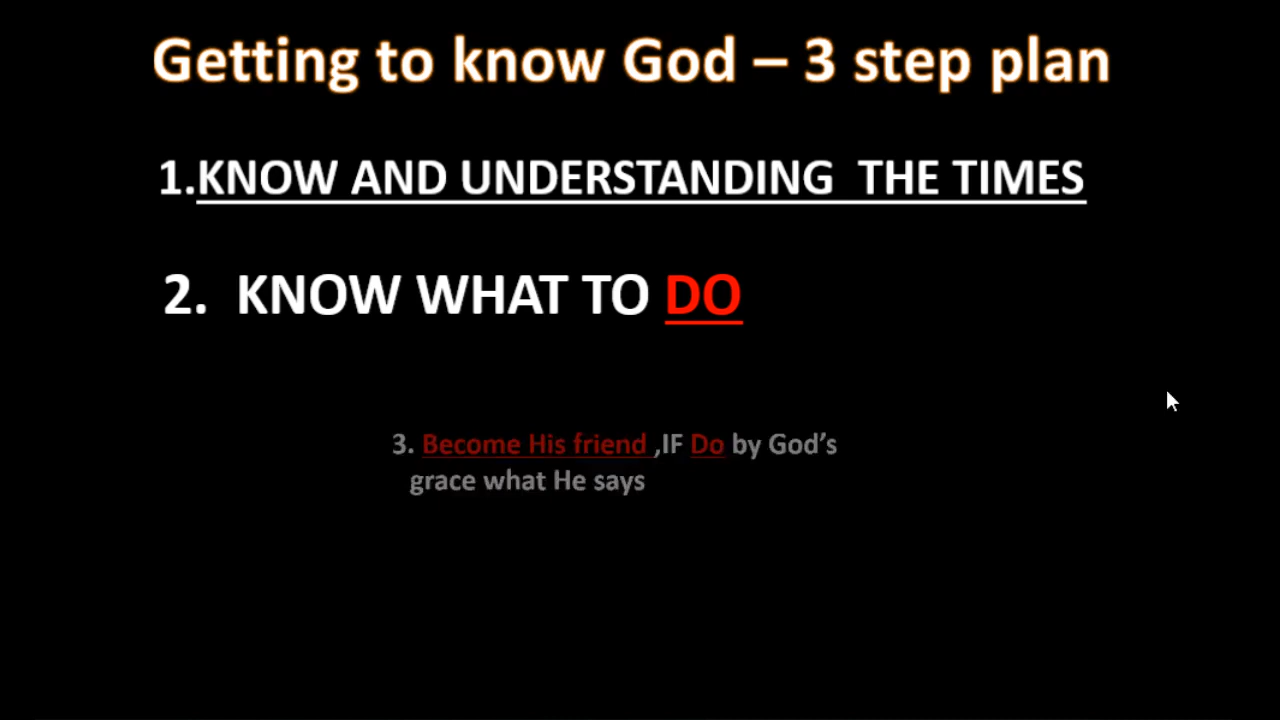 Getting to know God – 3 step plan
1.KNOW AND UNDERSTANDING  THE TIMES
2.  KNOW WHAT TO DO
3. Become His friend ,IF Do by God’s
grace what He says